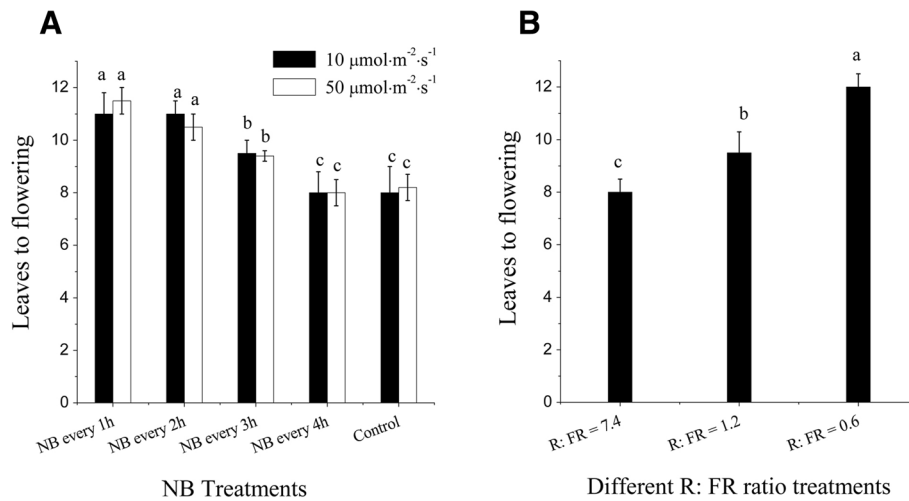 A
10 μmol·m⁻²·s⁻¹
50 μmol·m⁻²·s⁻¹
Leaves to flowering
12
10
8
6
4
2
0
a a
a a
b b
c c
c c
NB every 1h
NB every 2h
NB every 3h
NB every 4h
Control
NB Treatments
B
Leaves to flowering
12
10
8
6
4
2
0
c
b
a
R: FR = 7.4
R: FR = 1.2
R: FR = 0.6
Different R: FR ratio treatments